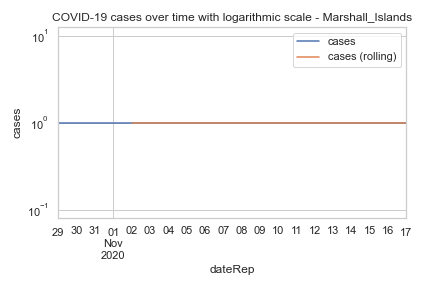 COVID-19 cases over time with logarithmic scale - Marshall_Islands
cases
cases (rolling)
10¹
10⁰
10⁻¹
cases
29 30 31 01 02 03 04 05 06 07 08 09 10 11 12 13 14 15 16 17
Nov
2020
dateRep